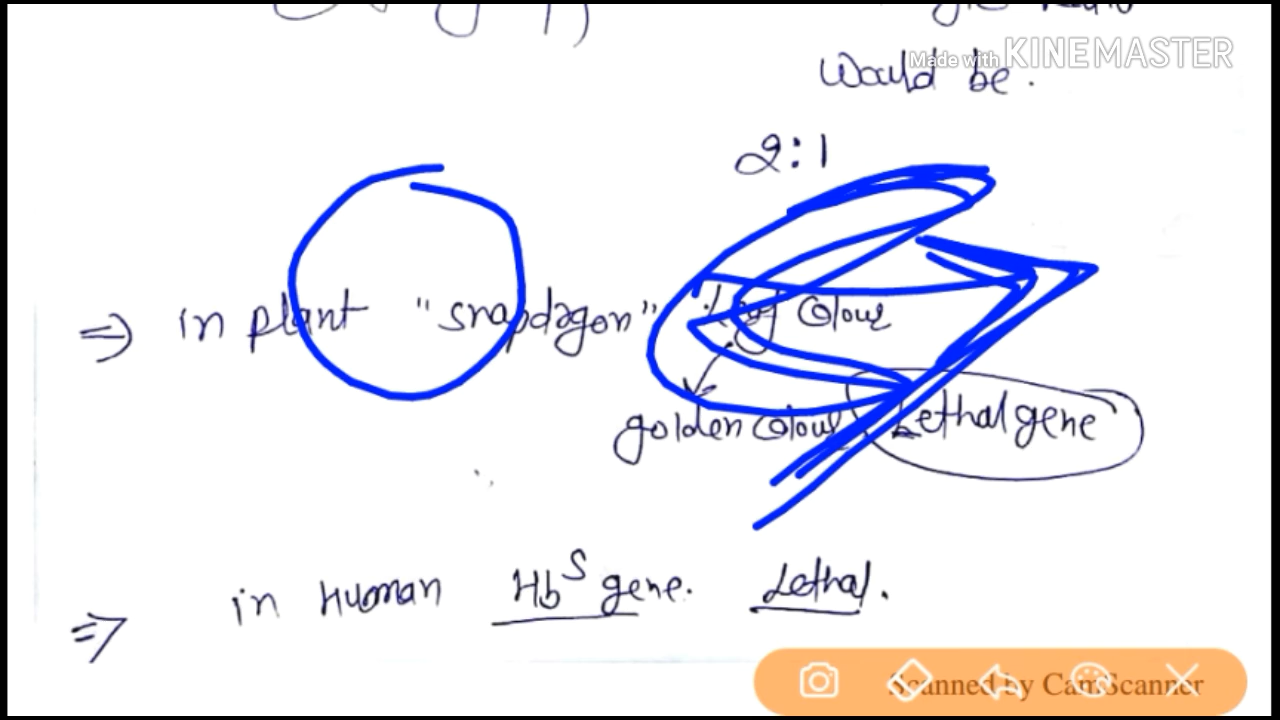 Made with KINEMASTER
would be.
2:1
⇒ in plant "snapdragon" Leaf Colour
golden colour Lethal gene
⇒ in Human Hb^S gene. Lethal.
Scanned by CamScanner